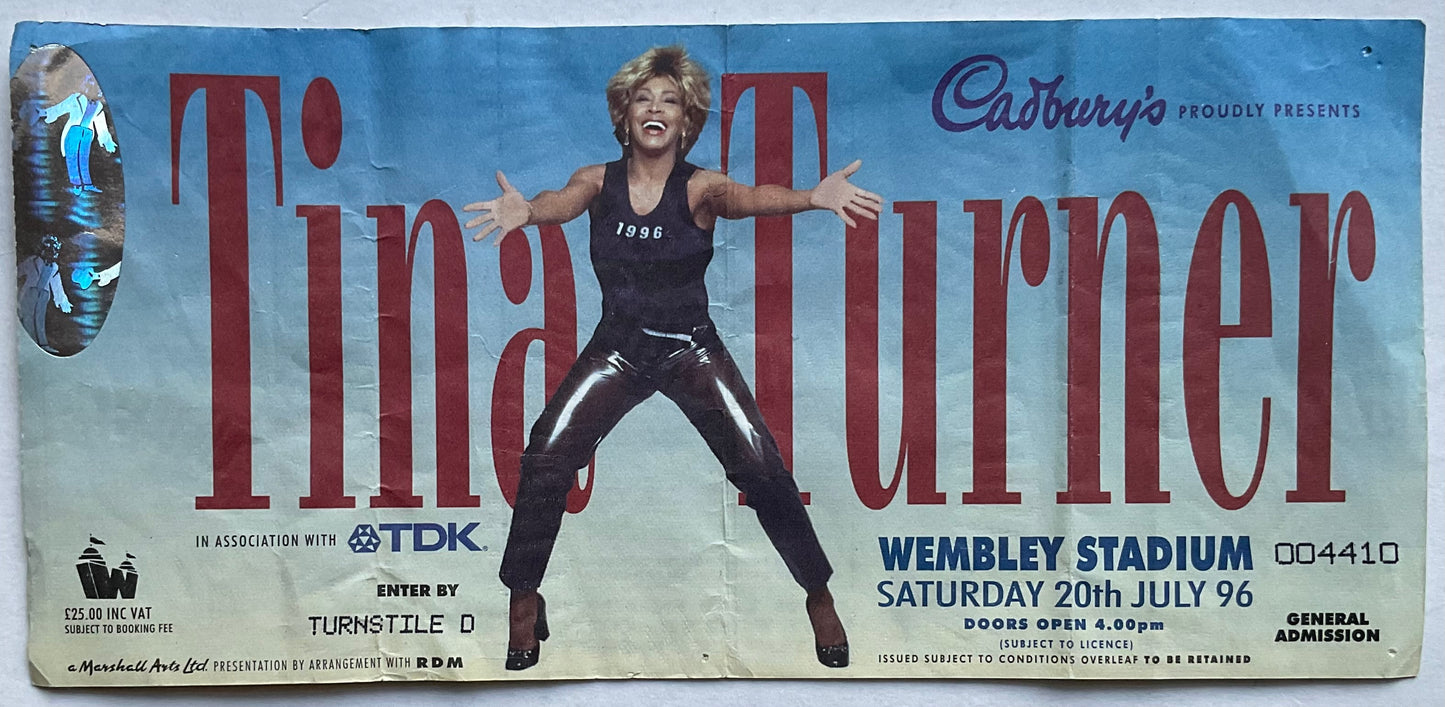 Tina Turner
Cadbury's PROUDLY PRESENTS
1996
IN ASSOCIATION WITH TDK®
ENTER BY
TURNSTILE D
£25.00 INC VAT
SUBJECT TO BOOKING FEE
a Marshall Arts Ltd. PRESENTATION BY ARRANGEMENT WITH RDM
WEMBLEY STADIUM 004410
SATURDAY 20th JULY 96
DOORS OPEN 4.00pm
(SUBJECT TO LICENCE)
ISSUED SUBJECT TO CONDITIONS OVERLEAF TO BE RETAINED
GENERAL
ADMISSION